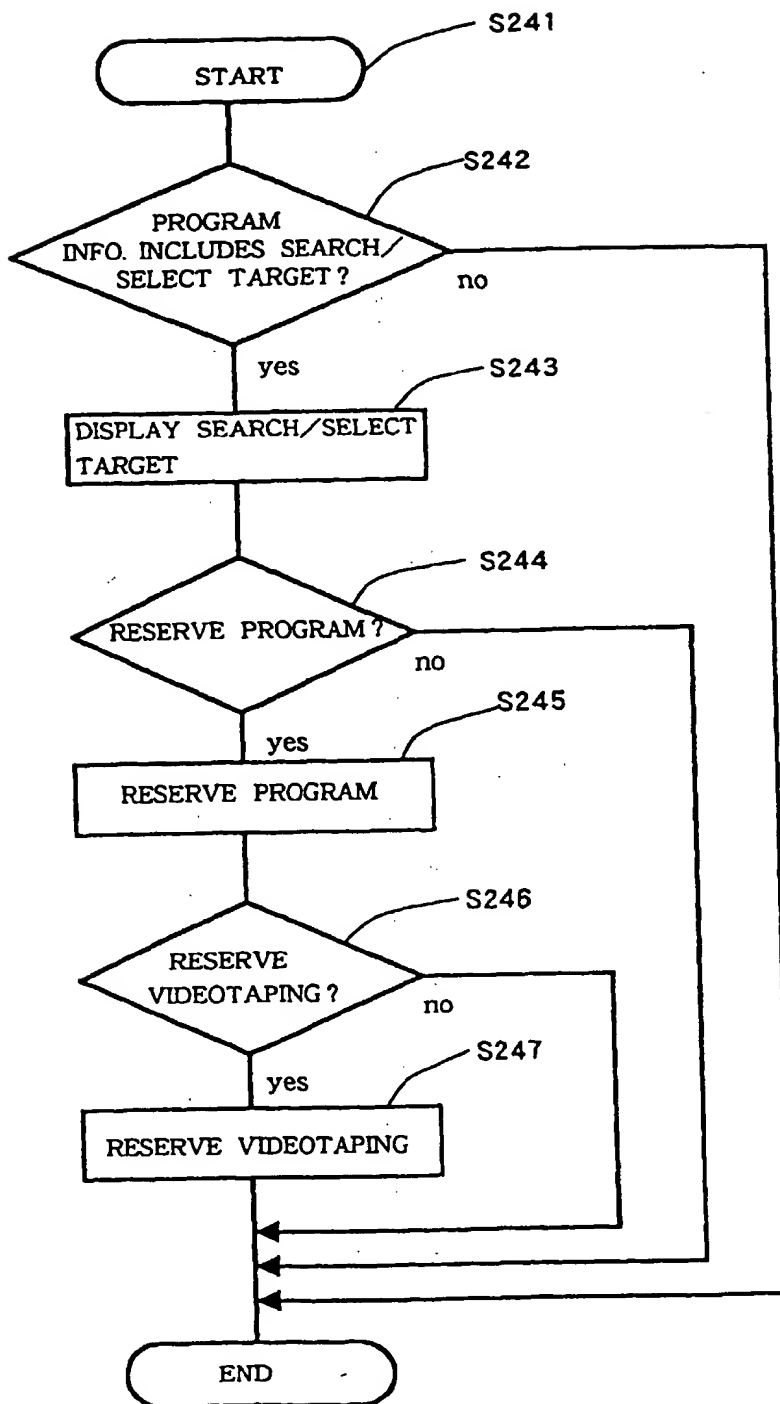 S241
START
S242
PROGRAM
INFO. INCLUDES SEARCH/
SELECT TARGET?
no
yes
S243
DISPLAY SEARCH/SELECT
TARGET
S244
RESERVE PROGRAM?
no
S245
yes
RESERVE PROGRAM
S246
RESERVE
VIDEOTAPING?
no
S247
yes
RESERVE VIDEOTAPING
END